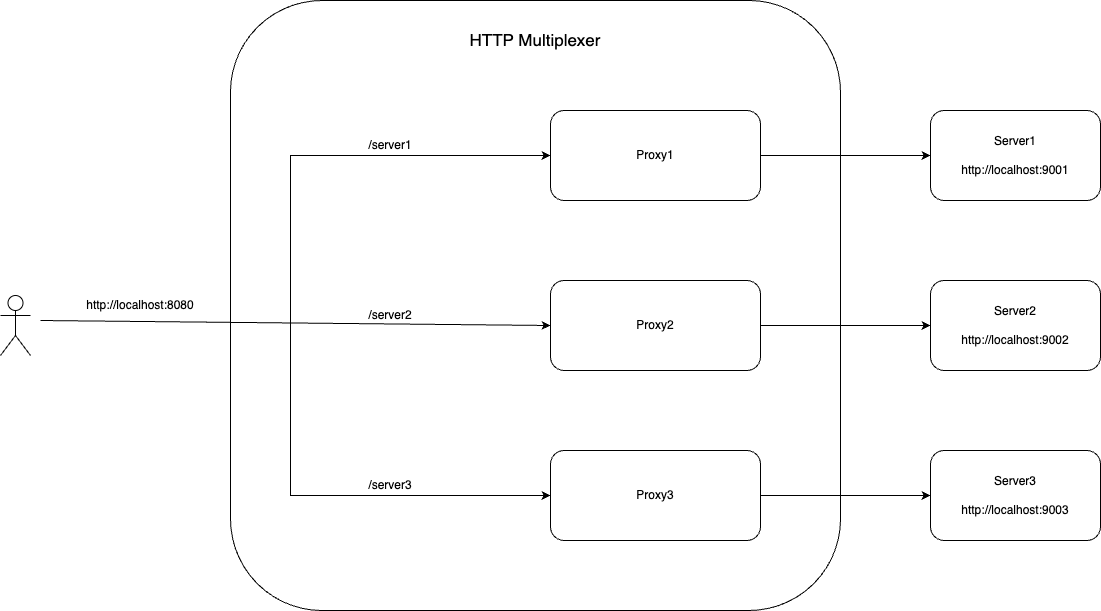 HTTP Multiplexer
/server1
Proxy1
Server1
http://localhost:9001
http://localhost:8080
/server2
Proxy2
Server2
http://localhost:9002
/server3
Proxy3
Server3
http://localhost:9003